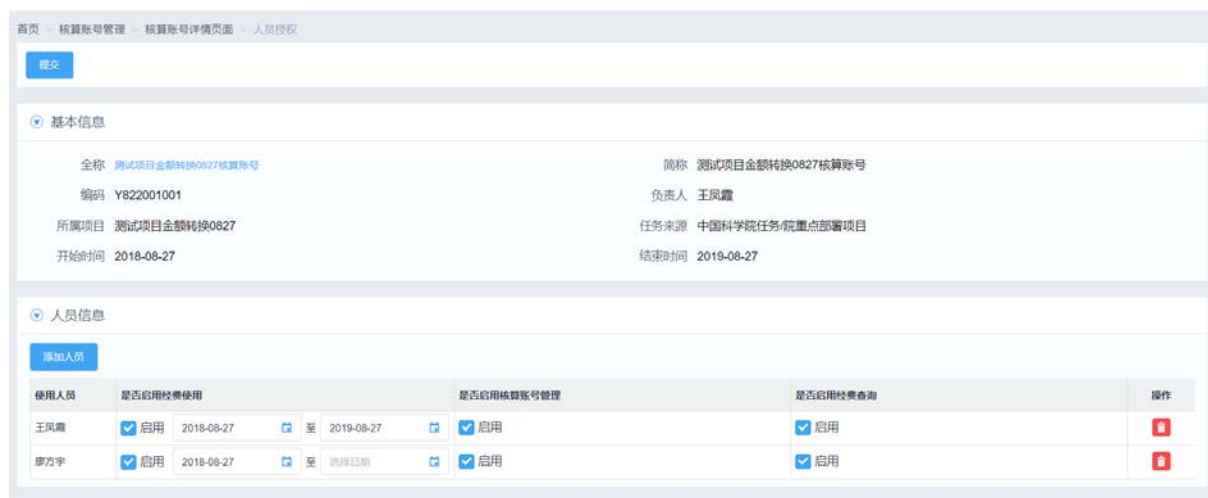 首页 > 核算账号管理 > 核算账号详情页面 > 人员授权
提交
基本信息
全称 测试项目金额转换0827核算账号 简称 测试项目金额转换0827核算账号
编码 Y822001001 负责人 王凤霞
所属项目 测试项目金额转换0827 任务来源 中国科学院任务/院重点部署项目
开始时间 2018-08-27 结束时间 2019-08-27
人员信息
添加人员
使用人员 是否启用经费使用 是否启用核算账号管理 是否启用经费查询 操作
王凤霞 启用 2018-08-27 至 2019-08-27 启用 启用
廖方宇 启用 2018-08-27 至 选择日期 启用 启用